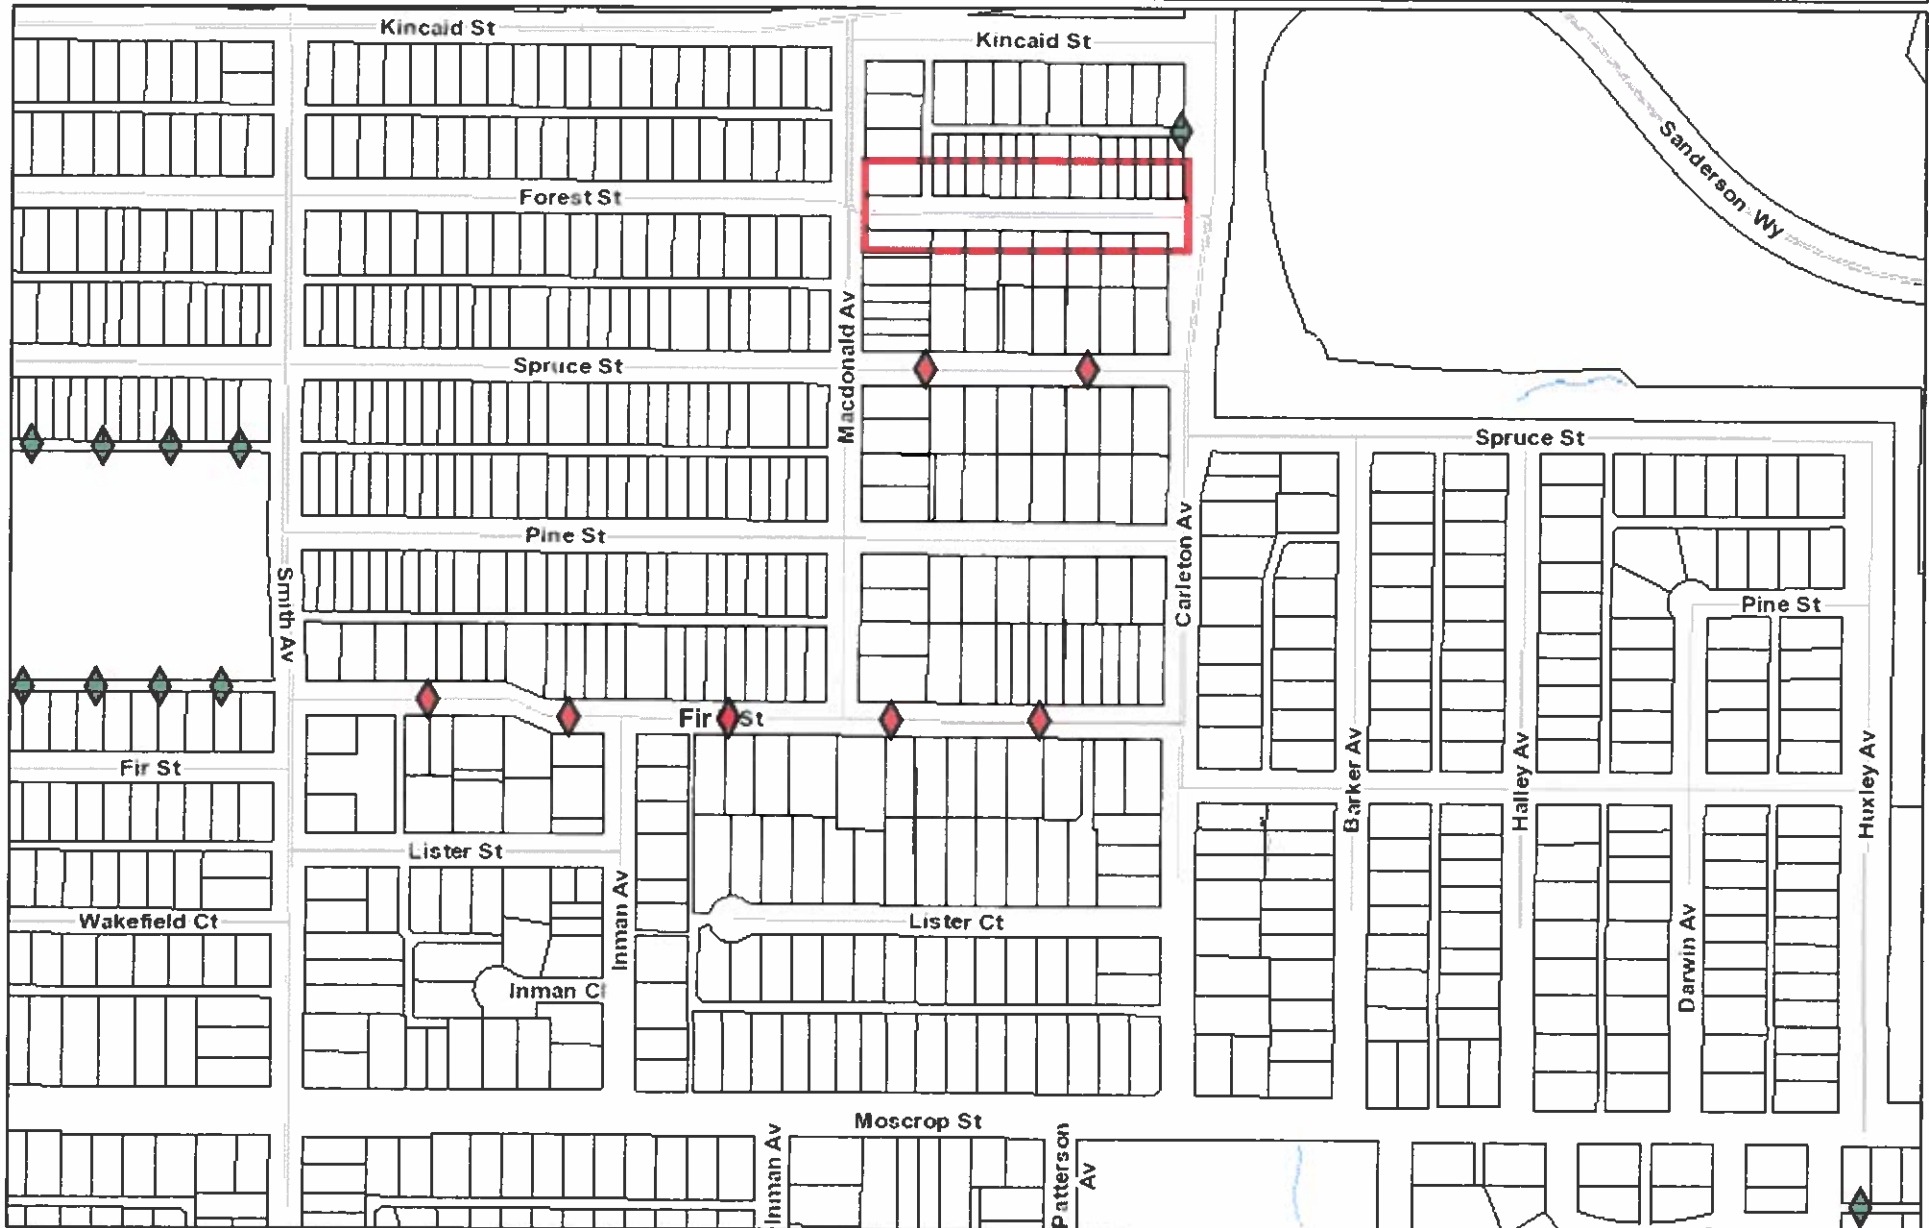 Kincaid St
Kincaid St
Sanderson Wy
Forest St
Macdonald Av
Spruce St
Spruce St
Pine St
Carleton Av
Smith Av
Pine St
Fir St
Fir St
Barker Av
Halley Av
Huxley Av
Lister St
Inman Av
Wakefield Ct
Lister Ct
Darwin Av
Inman Ct
Moscrop St
Inman Av
Patterson
Av